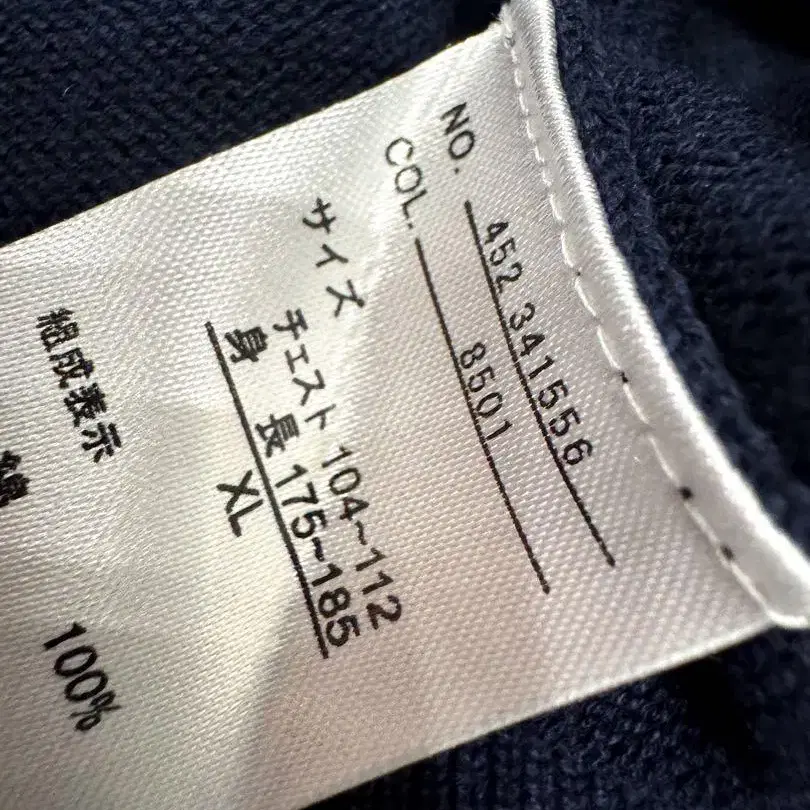 NO. 452 341556
COL. 8501
サイズ
チェスト 104~112
身 長 175~185
XL
組成表示
100%